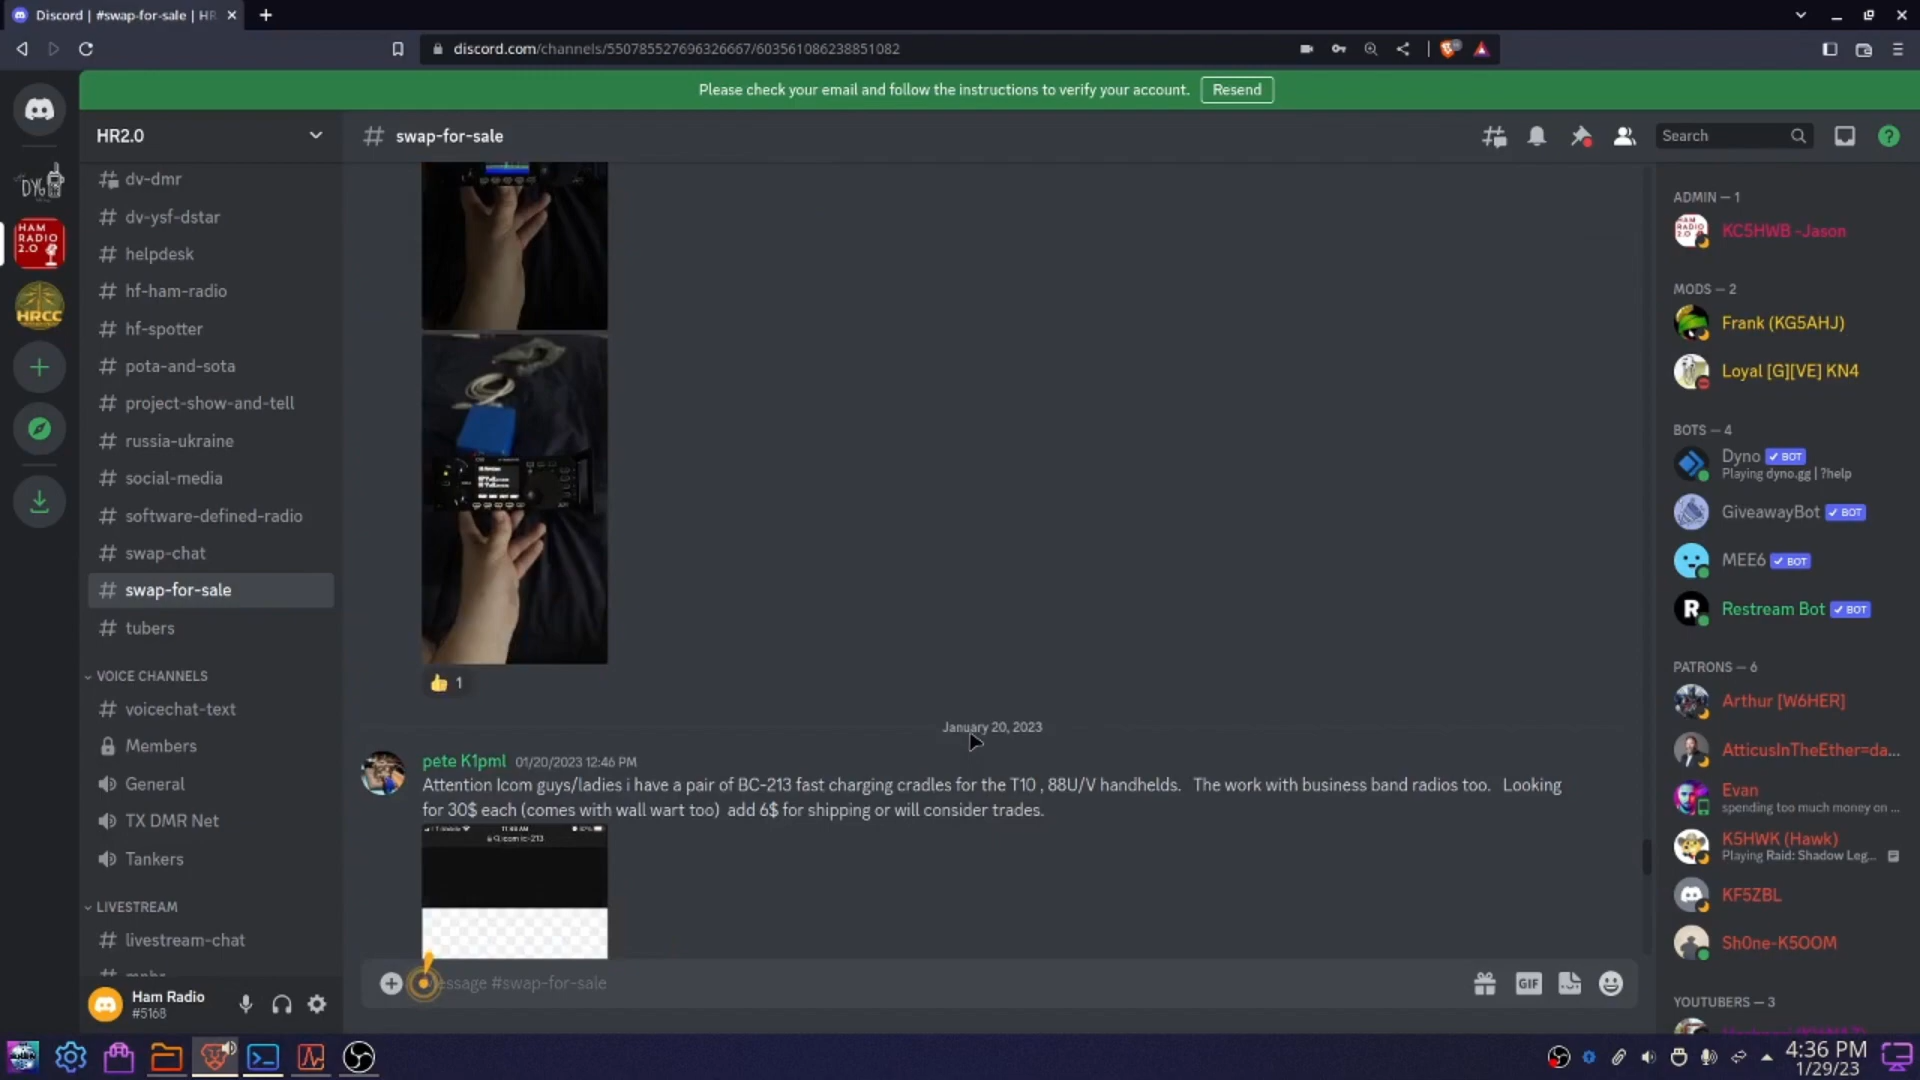 Discord | #swap-for-sale | HR
discord.com/channels/550785527696326667/603561086238851082
Please check your email and follow the instructions to verify your account.
Resend
HR2.0
swap-for-sale
Search
HAM
RADIO
2.0
HRCC
dv-dmr
dv-ysf-dstar
helpdesk
hf-ham-radio
hf-spotter
pota-and-sota
project-show-and-tell
russia-ukraine
social-media
software-defined-radio
swap-chat
swap-for-sale
tubers
VOICE CHANNELS
voicechat-text
Members
General
TX DMR Net
Tankers
LIVESTREAM
livestream-chat
Ham Radio
#5168
1
January 20, 2023
pete K1pml 01/20/2023 12:46 PM
Attention Icom guys/ladies i have a pair of BC-213 fast charging cradles for the T10 , 88U/V handhelds. The work with business band radios too. Looking
for 30$ each (comes with wall wart too) add 6$ for shipping or will consider trades.
Message #swap-for-sale
GIF
ADMIN — 1
KC5HWB -Jason
MODS — 2
Frank (KG5AHJ)
Loyal [G][VE] KN4
BOTS — 4
Dyno BOT
Playing dyno.gg | ?help
GiveawayBot BOT
MEE6 BOT
Restream Bot BOT
PATRONS — 6
Arthur [W6HER]
AtticusInTheEther=da...
Evan
spending too much money on ...
K5HWK (Hawk)
Playing Raid: Shadow Leg...
KF5ZBL
Sh0ne-K5OOM
YOUTUBERS — 3
4:36 PM
1/29/23